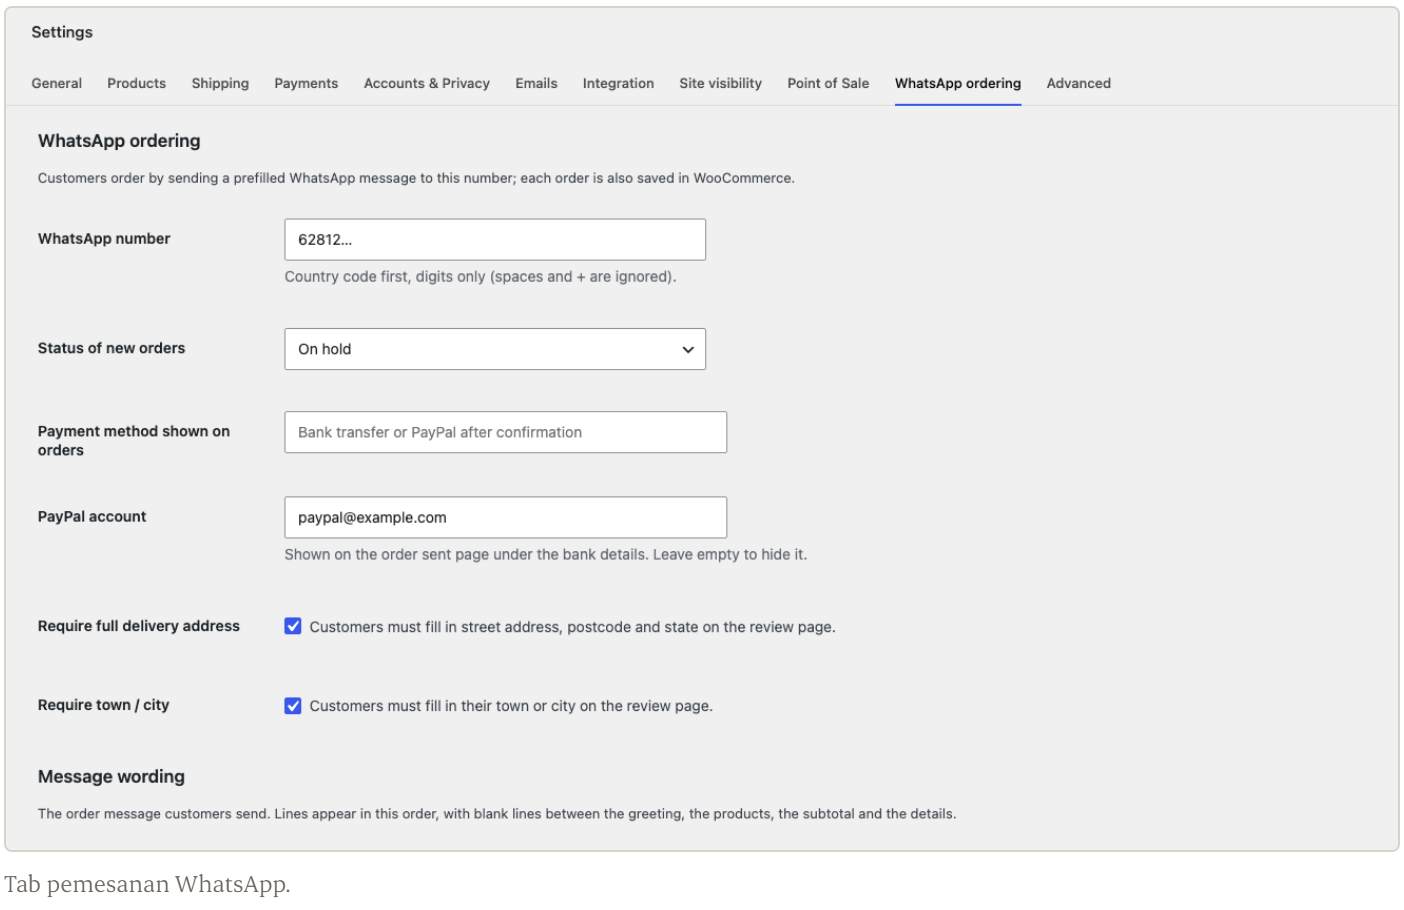 Settings
General Products Shipping Payments Accounts & Privacy Emails Integration Site visibility Point of Sale WhatsApp ordering Advanced
WhatsApp ordering
Customers order by sending a prefilled WhatsApp message to this number; each order is also saved in WooCommerce.
WhatsApp number
62812...
Country code first, digits only (spaces and + are ignored).
Status of new orders
On hold
Payment method shown on
orders
Bank transfer or PayPal after confirmation
PayPal account
paypal@example.com
Shown on the order sent page under the bank details. Leave empty to hide it.
Require full delivery address
Customers must fill in street address, postcode and state on the review page.
Require town / city
Customers must fill in their town or city on the review page.
Message wording
The order message customers send. Lines appear in this order, with blank lines between the greeting, the products, the subtotal and the details.
Tab pemesanan WhatsApp.